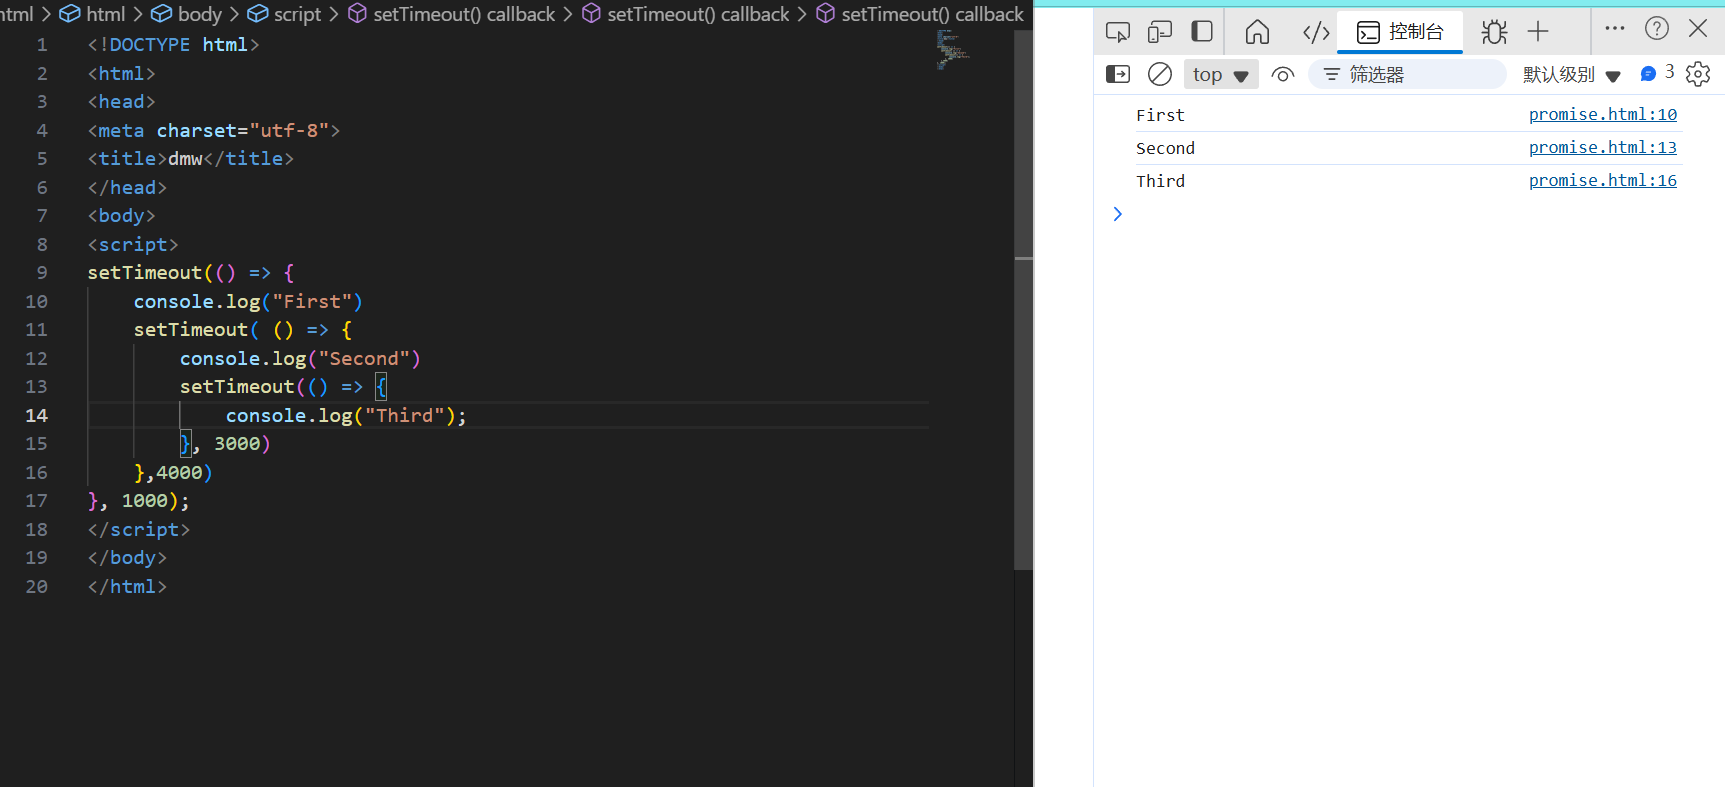 html > html > body > script > setTimeout() callback > setTimeout() callback > setTimeout() callback
1 <!DOCTYPE html>
2 <html>
3 <head>
4 <meta charset="utf-8">
5 <title>dmw</title>
6 </head>
7 <body>
8 <script>
9 setTimeout(() => {
10     console.log("First")
11     setTimeout( () => {
12         console.log("Second")
13         setTimeout(() => {
14             console.log("Third");
15         }, 3000)
16     },4000)
17 }, 1000);
18 </script>
19 </body>
20 </html>
控制台
top 筛选器 默认级别 3
First promise.html:10
Second promise.html:13
Third promise.html:16